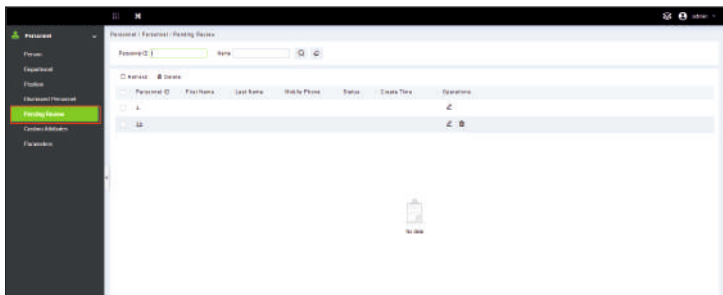 admin
Personnel
Personnel / Personnel / Pending Review
Person
Department
Position
Dismissed Personnel
Pending Review
Custom Attributes
Parameters
Personnel ID
Name
Refresh Delete
Personnel ID First Name Last Name Mobile Phone Status Create Time Operations
No data